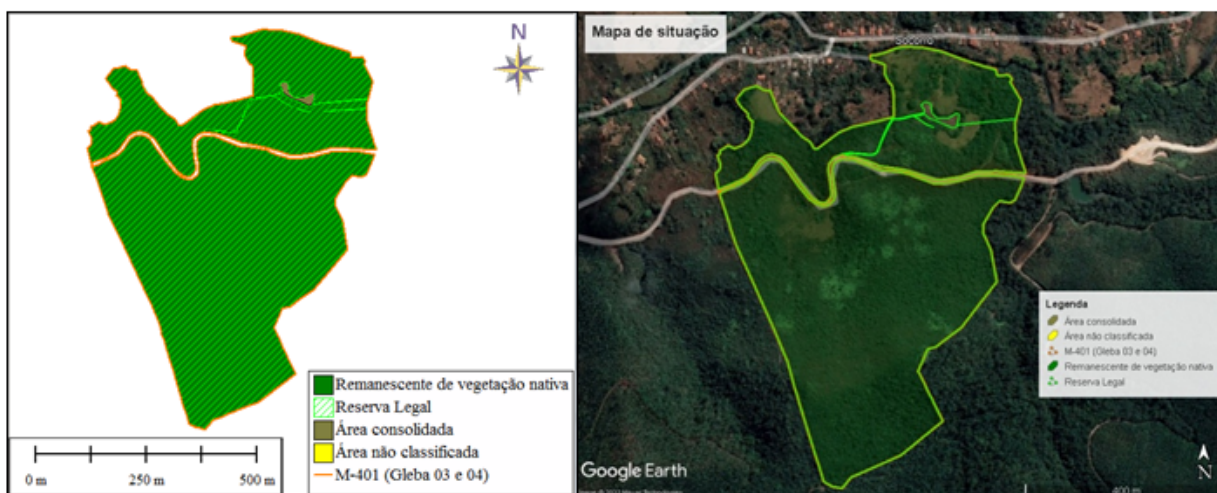 N
Remanescente de vegetação nativa
Reserva Legal
Área consolidada
Área não classificada
M-401 (Gleba 03 e 04)
0 m
250 m
500 m
Mapa de situação
Socorro
Legenda
Área consolidada
Área não classificada
M-401 (Gleba 03 e 04)
Remanescente de vegetação nativa
Reserva Legal
Google Earth
N
400 m